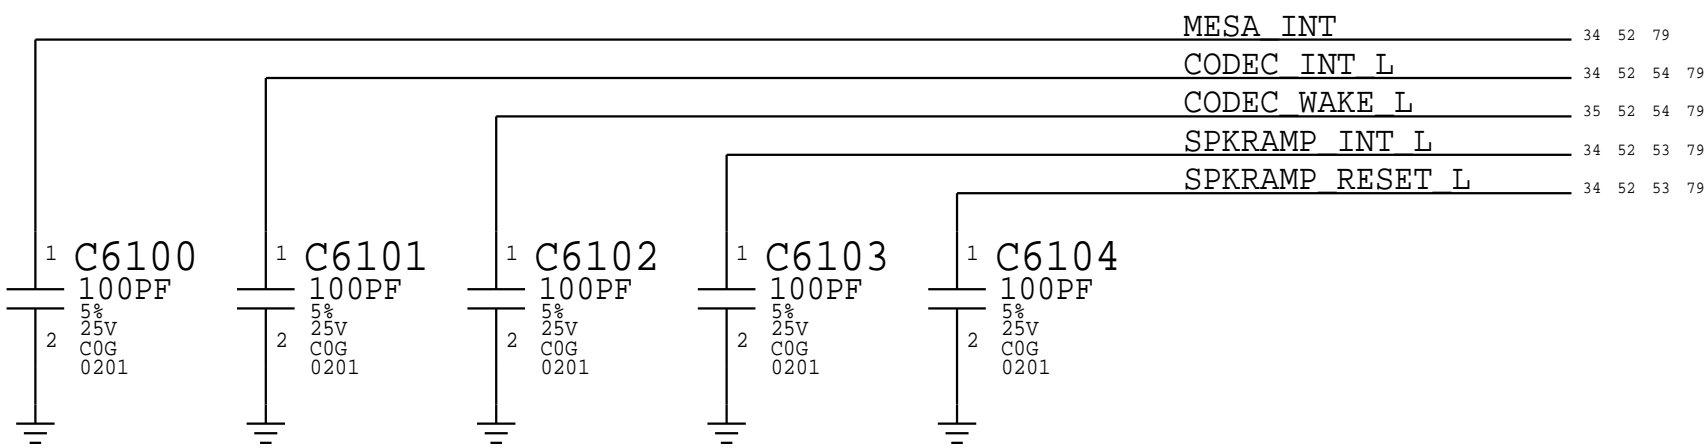 MESA_INT 34 52 79
CODEC_INT_L 34 52 54 79
CODEC_WAKE_L 35 52 54 79
SPKRAMP_INT_L 34 52 53 79
SPKRAMP_RESET_L 34 52 53 79
1 C6100
100PF
5%
25V
C0G
0201
2
1 C6101
100PF
5%
25V
C0G
0201
2
1 C6102
100PF
5%
25V
C0G
0201
2
1 C6103
100PF
5%
25V
C0G
0201
2
1 C6104
100PF
5%
25V
C0G
0201
2